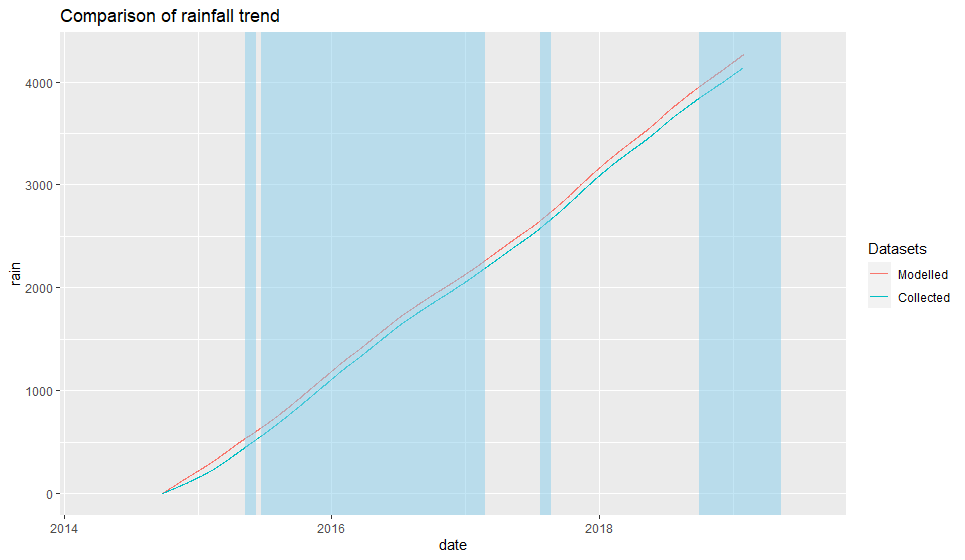 Comparison of rainfall trend
rain
4000
3000
2000
1000
0
2014
2016
2018
date
Datasets
Modelled
Collected